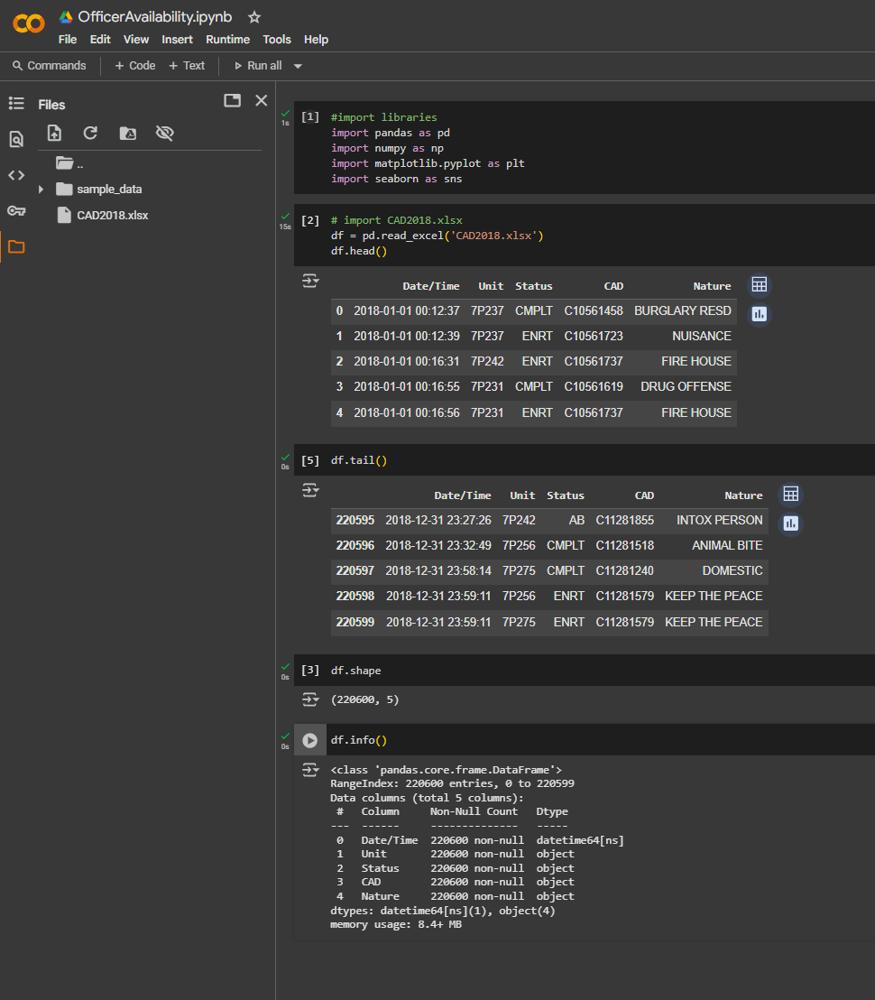 OfficerAvailability.ipynb
File Edit View Insert Runtime Tools Help
Commands + Code + Text Run all
Files
..
sample_data
CAD2018.xlsx
1s
[1] #import libraries
import pandas as pd
import numpy as np
import matplotlib.pyplot as plt
import seaborn as sns
15s
[2] # import CAD2018.xlsx
df = pd.read_excel('CAD2018.xlsx')
df.head()
Date/Time Unit Status CAD Nature
0 2018-01-01 00:12:37 7P237 CMPLT C10561458 BURGLARY RESD
1 2018-01-01 00:12:39 7P237 ENRT C10561723 NUISANCE
2 2018-01-01 00:16:31 7P242 ENRT C10561737 FIRE HOUSE
3 2018-01-01 00:16:55 7P231 CMPLT C10561619 DRUG OFFENSE
4 2018-01-01 00:16:56 7P231 ENRT C10561737 FIRE HOUSE
0s
[5] df.tail()
Date/Time Unit Status CAD Nature
220595 2018-12-31 23:27:26 7P242 AB C11281855 INTOX PERSON
220596 2018-12-31 23:32:49 7P256 CMPLT C11281518 ANIMAL BITE
220597 2018-12-31 23:58:14 7P275 CMPLT C11281240 DOMESTIC
220598 2018-12-31 23:59:11 7P256 ENRT C11281579 KEEP THE PEACE
220599 2018-12-31 23:59:11 7P275 ENRT C11281579 KEEP THE PEACE
0s
[3] df.shape
(220600, 5)
0s
df.info()
<class 'pandas.core.frame.DataFrame'>
RangeIndex: 220600 entries, 0 to 220599
Data columns (total 5 columns):
# Column Non-Null Count Dtype
--- ------ -------------- -----
0 Date/Time 220600 non-null datetime64[ns]
1 Unit 220600 non-null object
2 Status 220600 non-null object
3 CAD 220600 non-null object
4 Nature 220600 non-null object
dtypes: datetime64[ns](1), object(4)
memory usage: 8.4+ MB